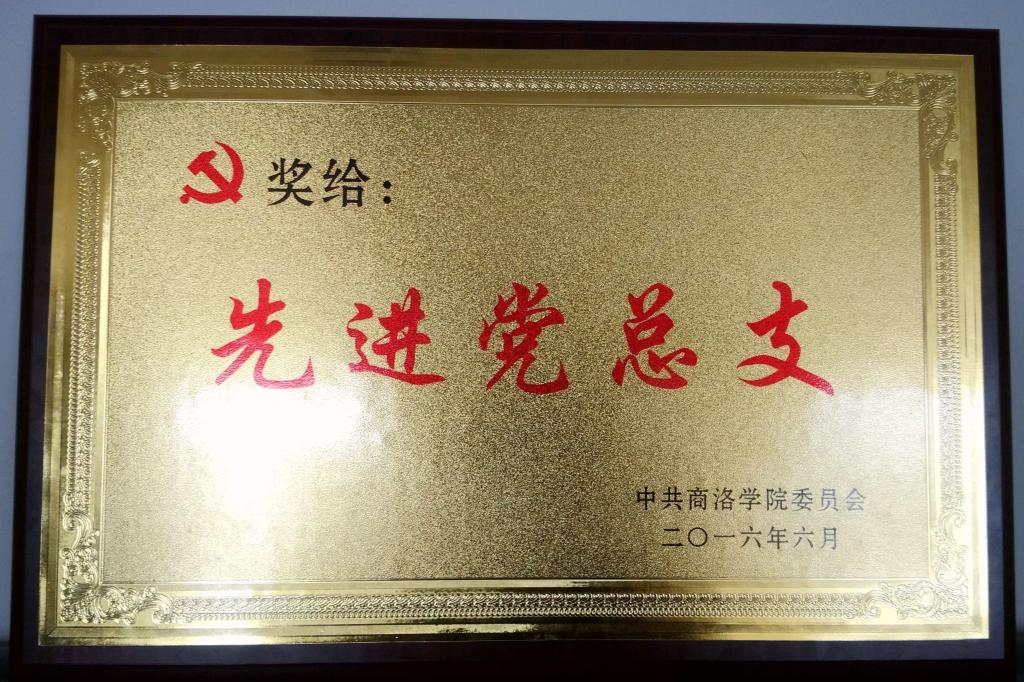 奖给：
先进党总支
中共商洛学院委员会
二〇一六年六月